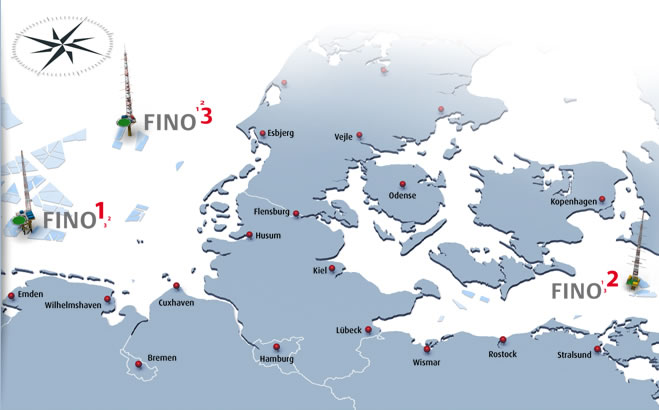 FINO 1 2 3
Esbjerg
Vejle
Odense
Kopenhagen
FINO 1 3 2
Flensburg
FINO 1 3 2
Husum
Kiel
Emden
Wilhelmshaven
Cuxhaven
Lübeck
Bremen
Hamburg
Wismar
Rostock
Stralsund